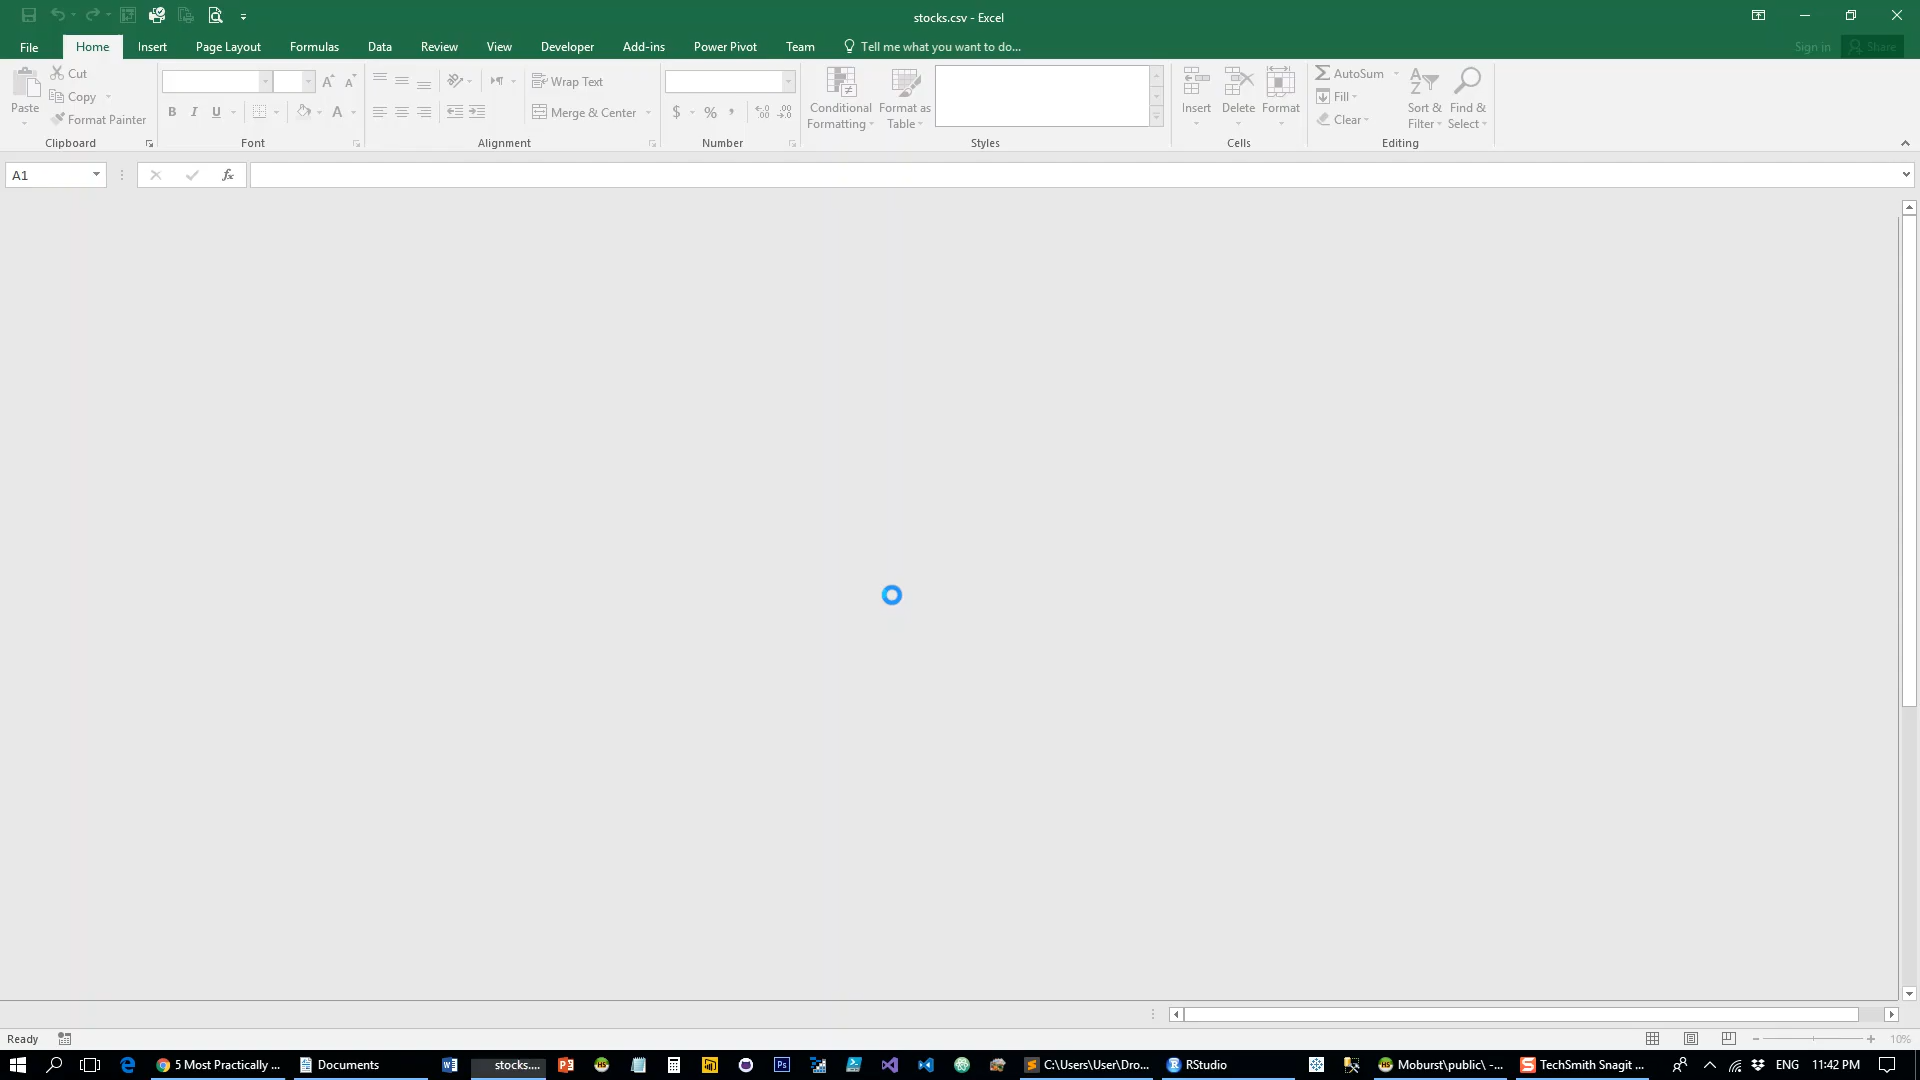 stocks.csv - Excel
File Home Insert Page Layout Formulas Data Review View Developer Add-ins Power Pivot Team Tell me what you want to do... Sign in Share
Paste
Cut
Copy
Format Painter
Clipboard
B I U A
Font
Wrap Text
Merge & Center
Alignment
$ % ,
Number
Conditional
Formatting
Format as
Table
Styles
Insert
Delete
Format
Cells
AutoSum
Fill
Clear
Sort &
Filter
Find &
Select
Editing
A1
fx
Ready
10%
5 Most Practically ...
Documents
stocks....
C:\Users\User\Dro...
RStudio
Moburst\public\ -...
TechSmith Snagit ...
ENG
11:42 PM